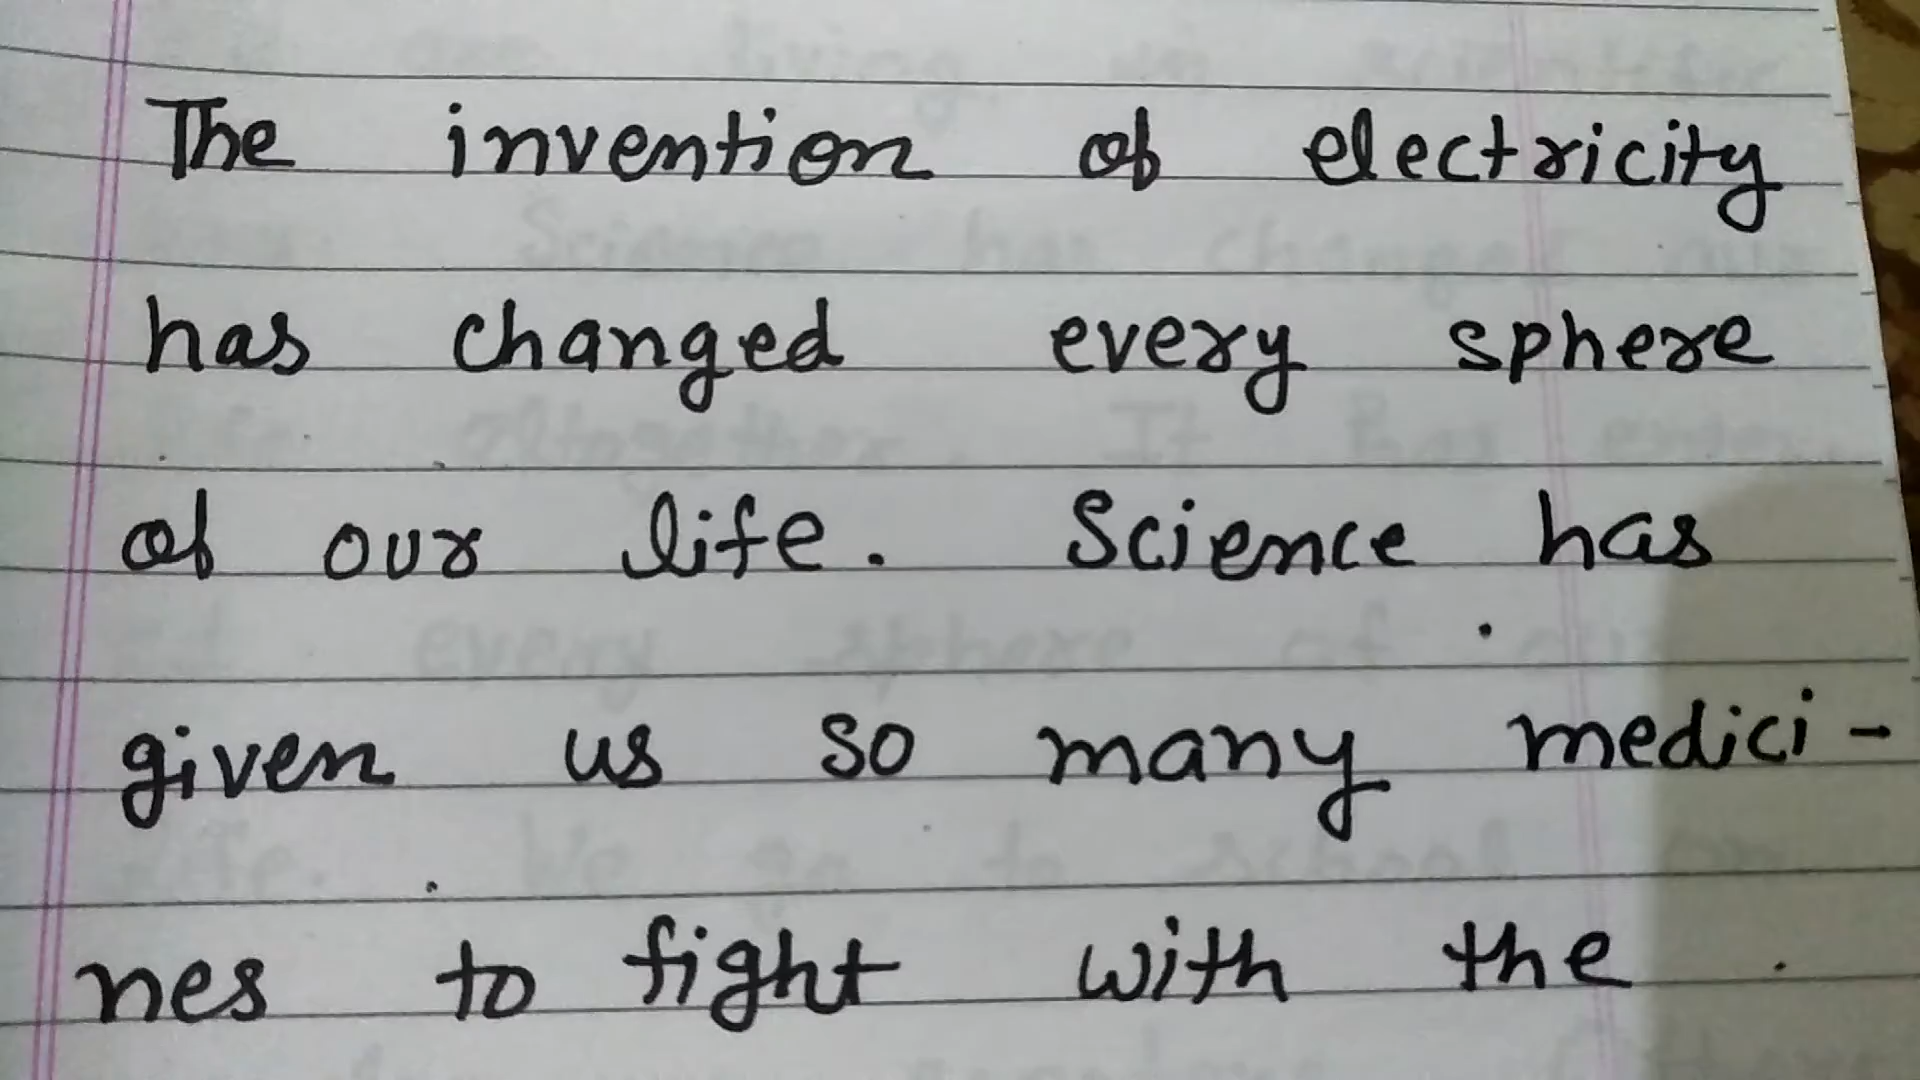 The invention of electricity
has changed every sphere
of our life. Science has
given us so many medici-
nes to fight with the